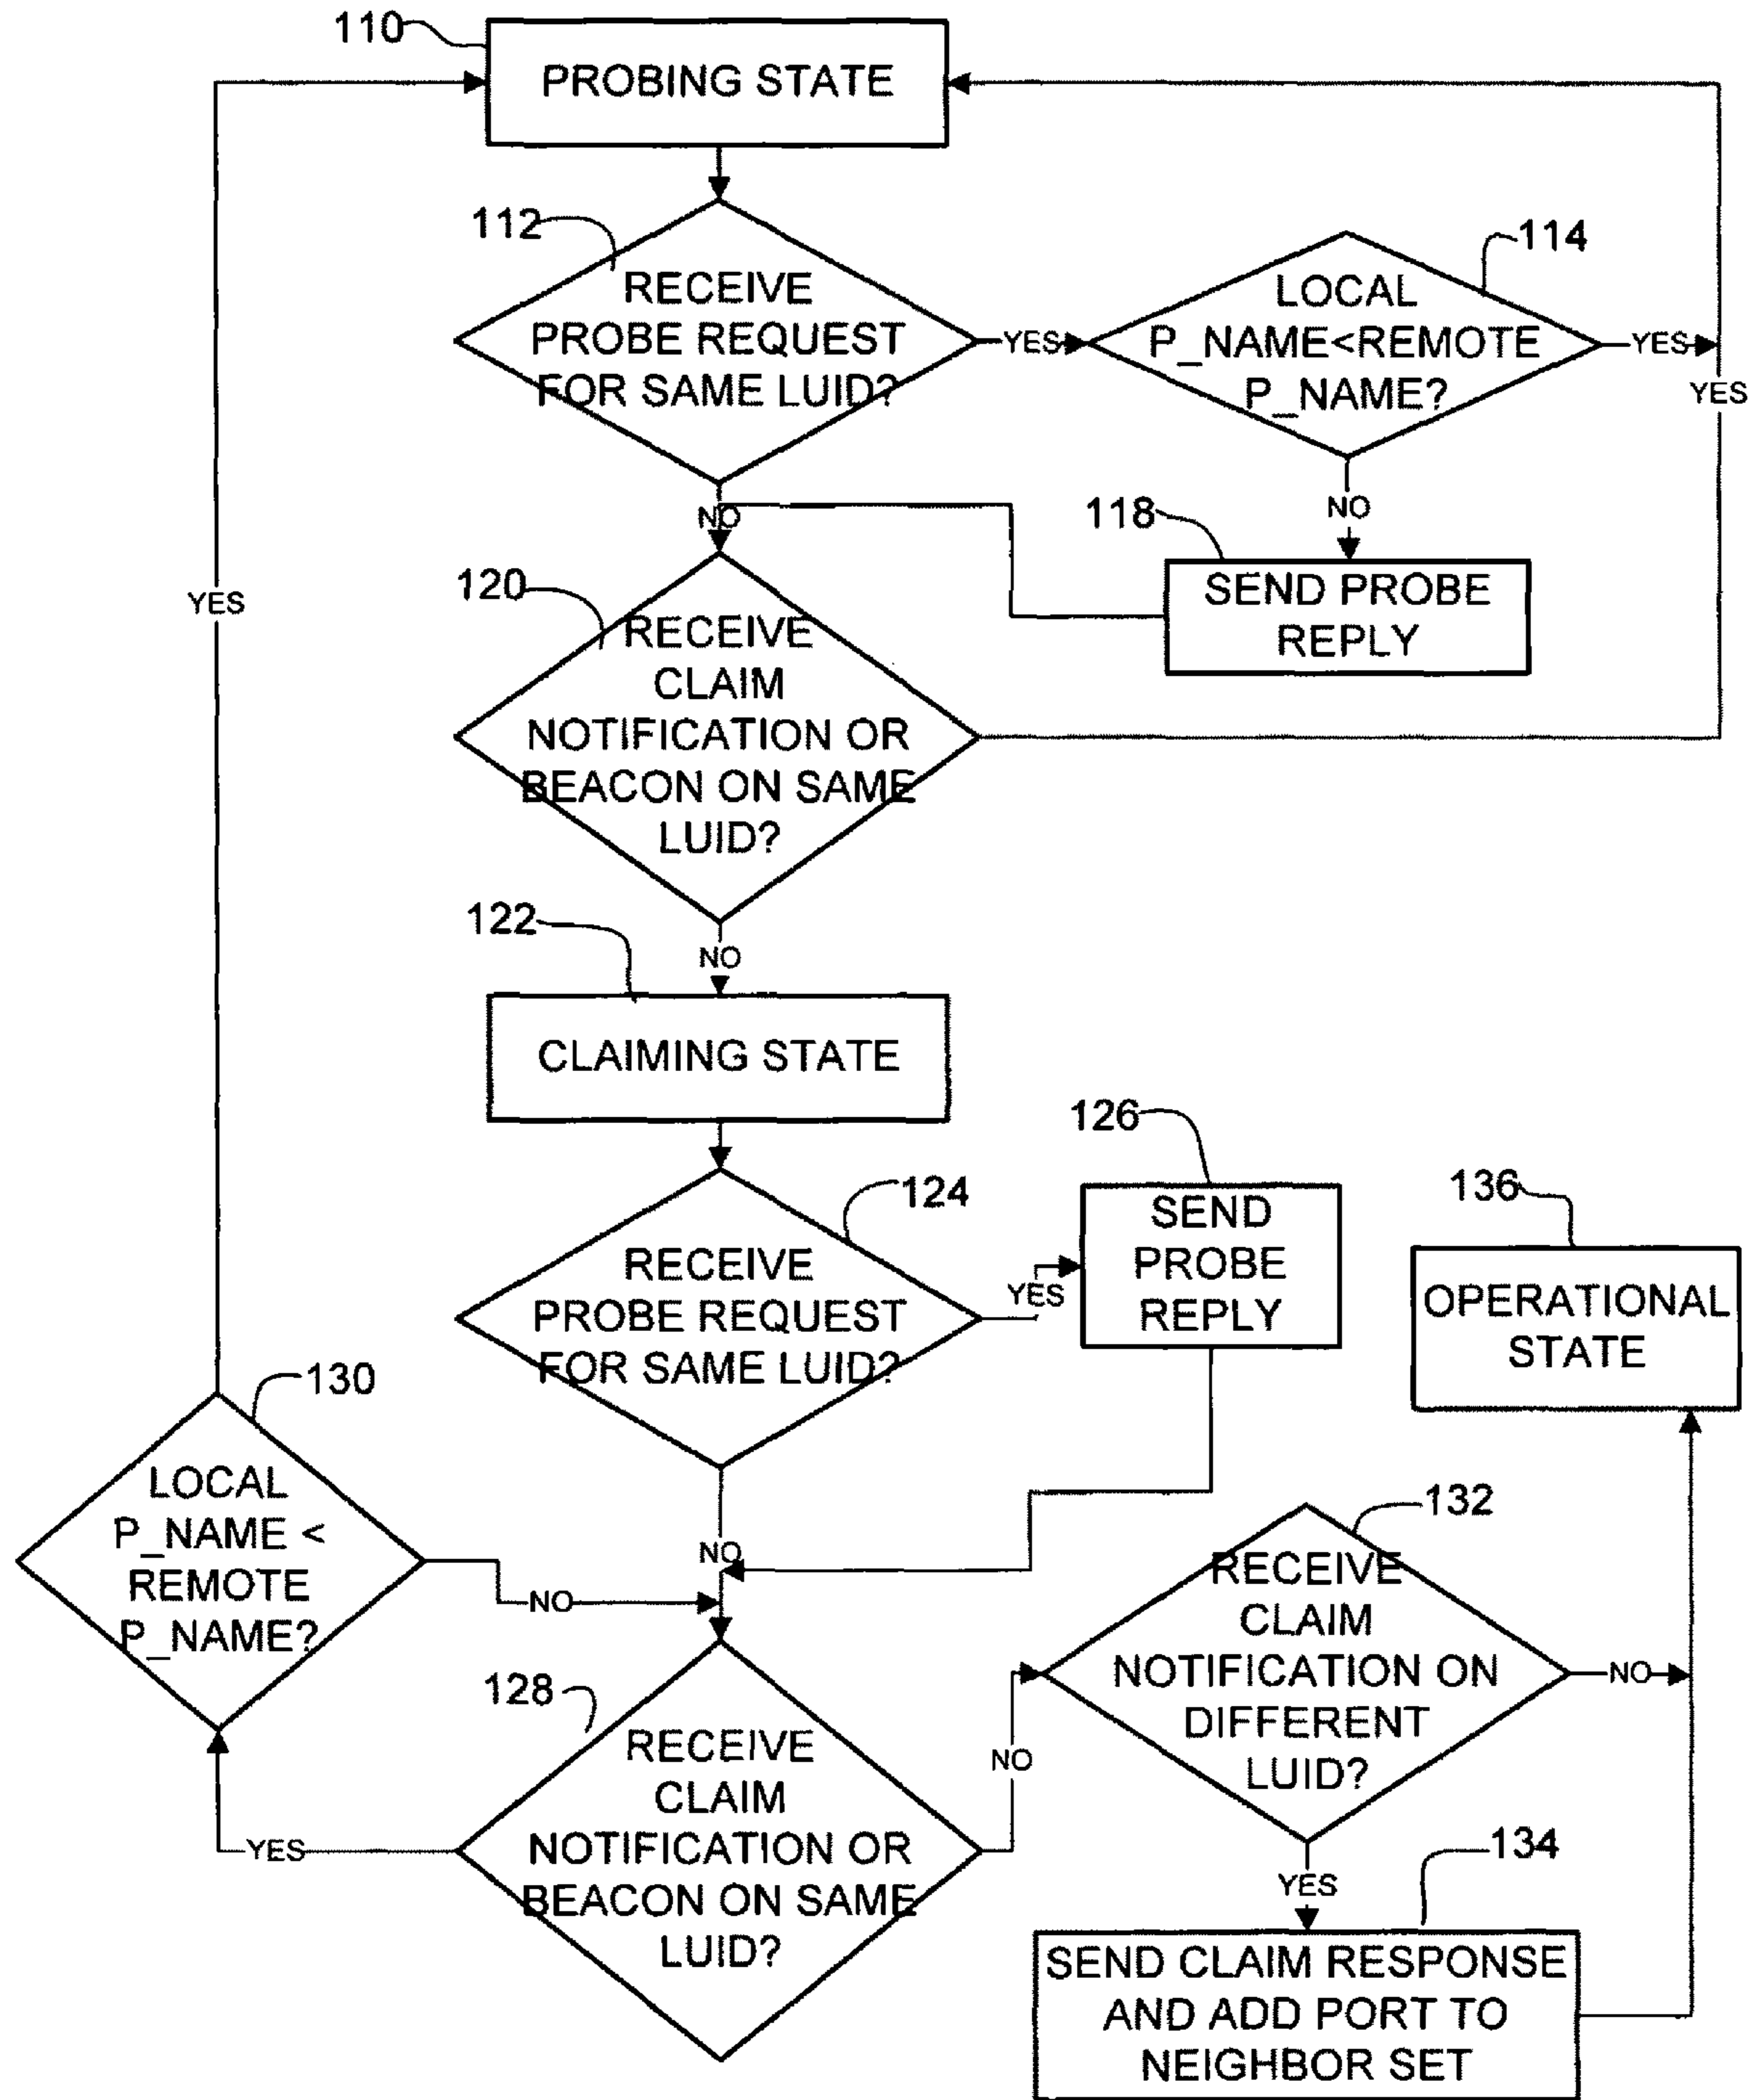 110
PROBING STATE
112
RECEIVE
PROBE REQUEST
FOR SAME LUID?
YES
114
LOCAL
P_NAME<REMOTE
P_NAME?
YES
YES
NO
NO
118
SEND PROBE
REPLY
YES
120
RECEIVE
CLAIM
NOTIFICATION OR
BEACON ON SAME
LUID?
NO
122
CLAIMING STATE
124
RECEIVE
PROBE REQUEST
FOR SAME LUID?
YES
126
SEND
PROBE
REPLY
136
OPERATIONAL
STATE
130
LOCAL
P_NAME <
REMOTE
P_NAME?
NO
NO
128
RECEIVE
CLAIM
NOTIFICATION OR
BEACON ON SAME
LUID?
YES
NO
132
RECEIVE
CLAIM
NOTIFICATION ON
DIFFERENT
LUID?
NO
YES
134
SEND CLAIM RESPONSE
AND ADD PORT TO
NEIGHBOR SET